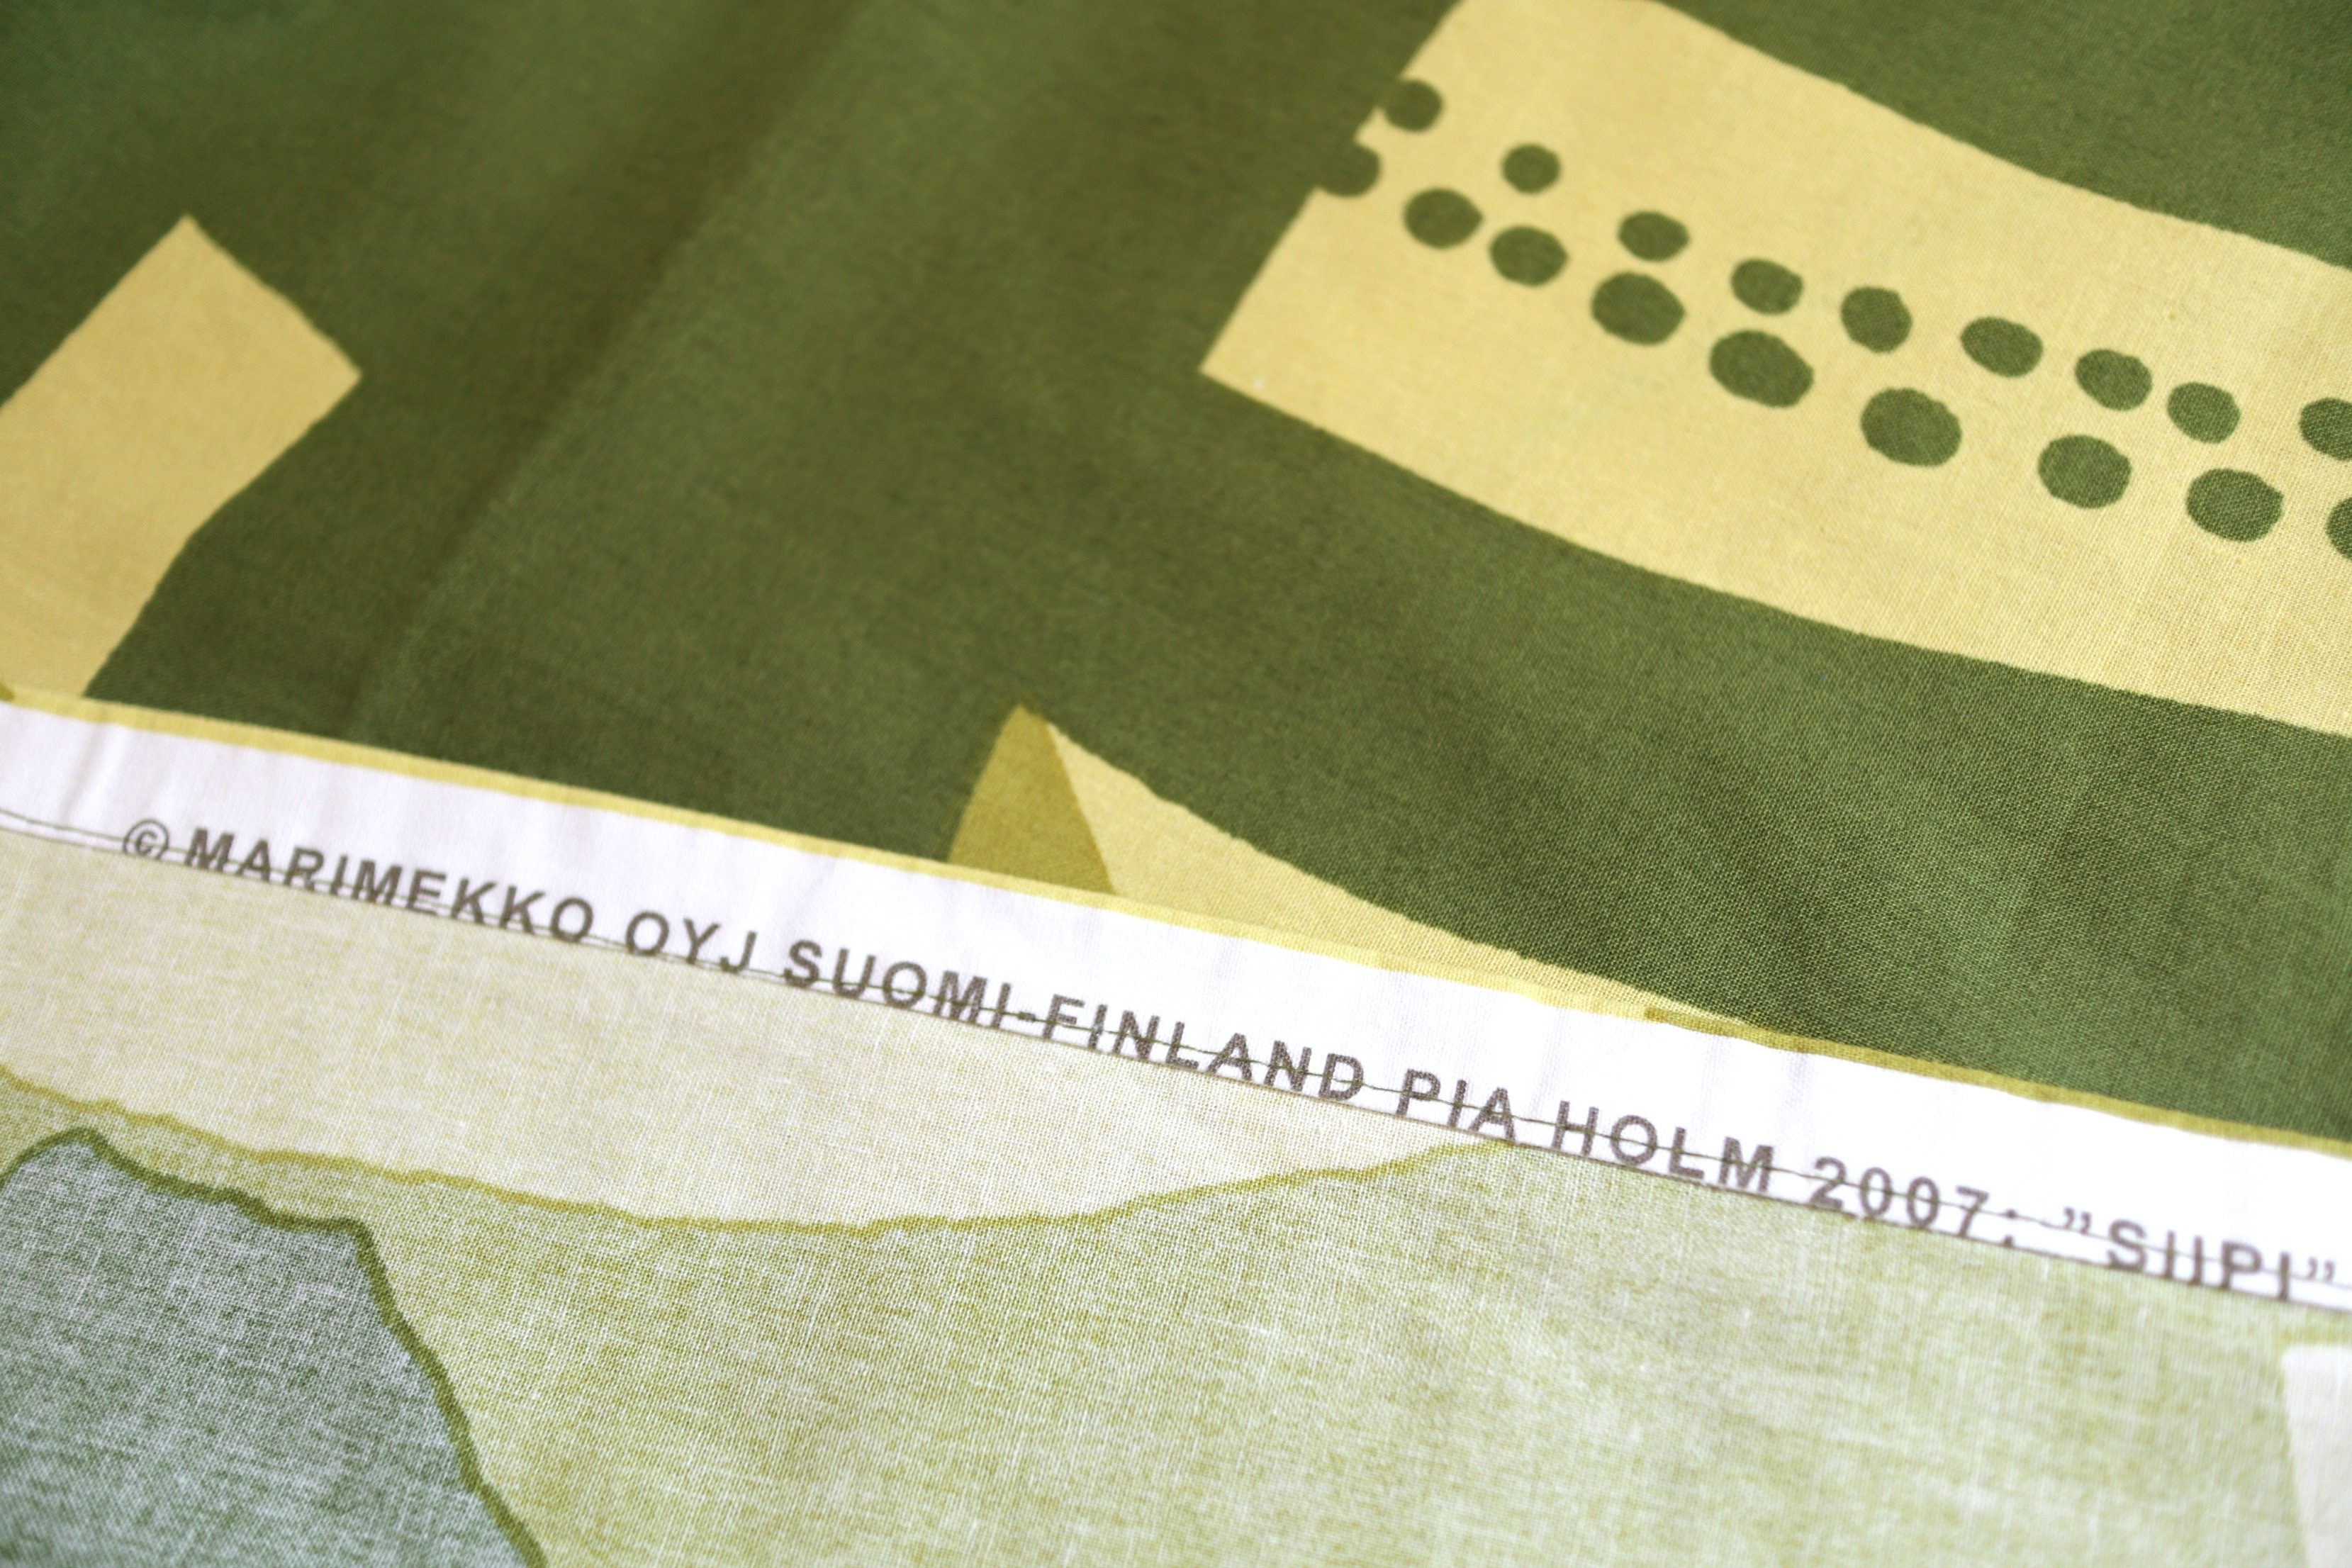 © MARIMEKKO OYJ SUOMI-FINLAND PIA HOLM 2007: ”SIIPI”